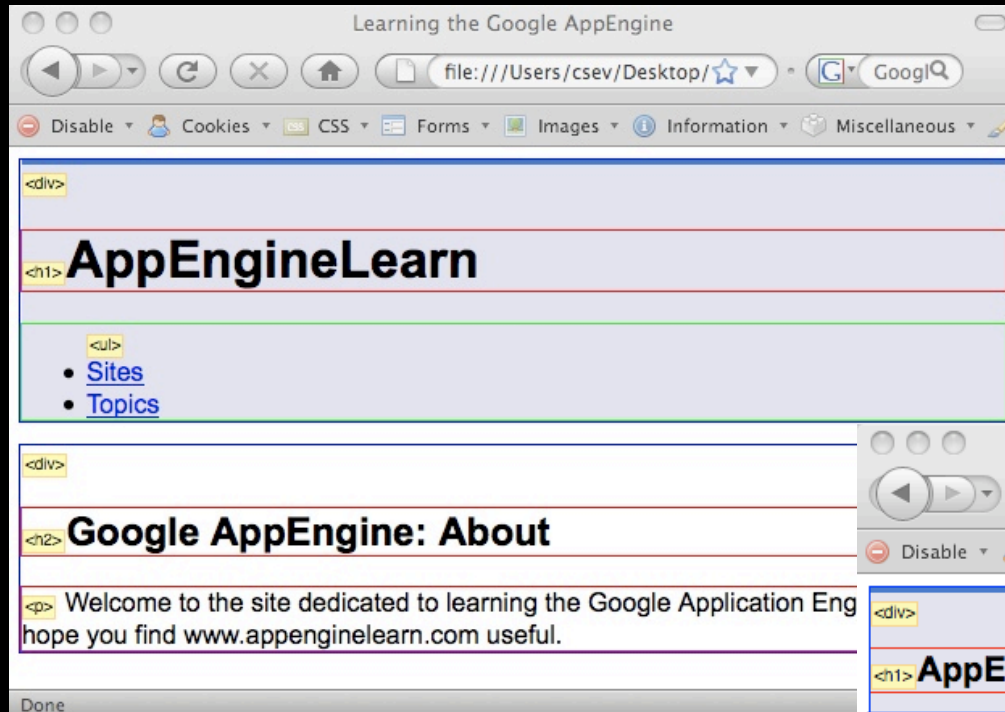 Learning the Google AppEngine
file:///Users/csev/Desktop/ G Googl
Disable Cookies CSS Forms Images Information Miscellaneous
<div>
<h1> AppEngineLearn
<ul>
• Sites
• Topics
<div>
<h2> Google AppEngine: About
<p> Welcome to the site dedicated to learning the Google Application Eng
hope you find www.appenginelearn.com useful.
Done
Disable
<div>
<h1> AppE